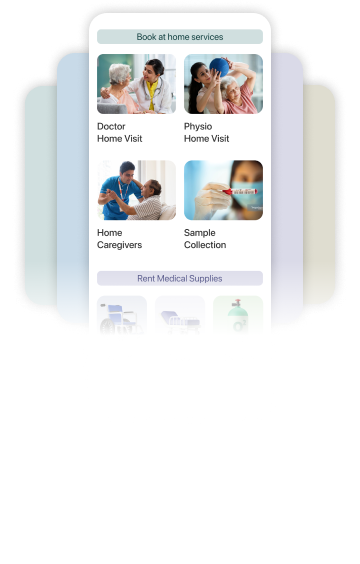 Book at home services
Doctor
Home Visit
Physio
Home Visit
Home
Caregivers
Sample
Collection
Rent Medical Supplies